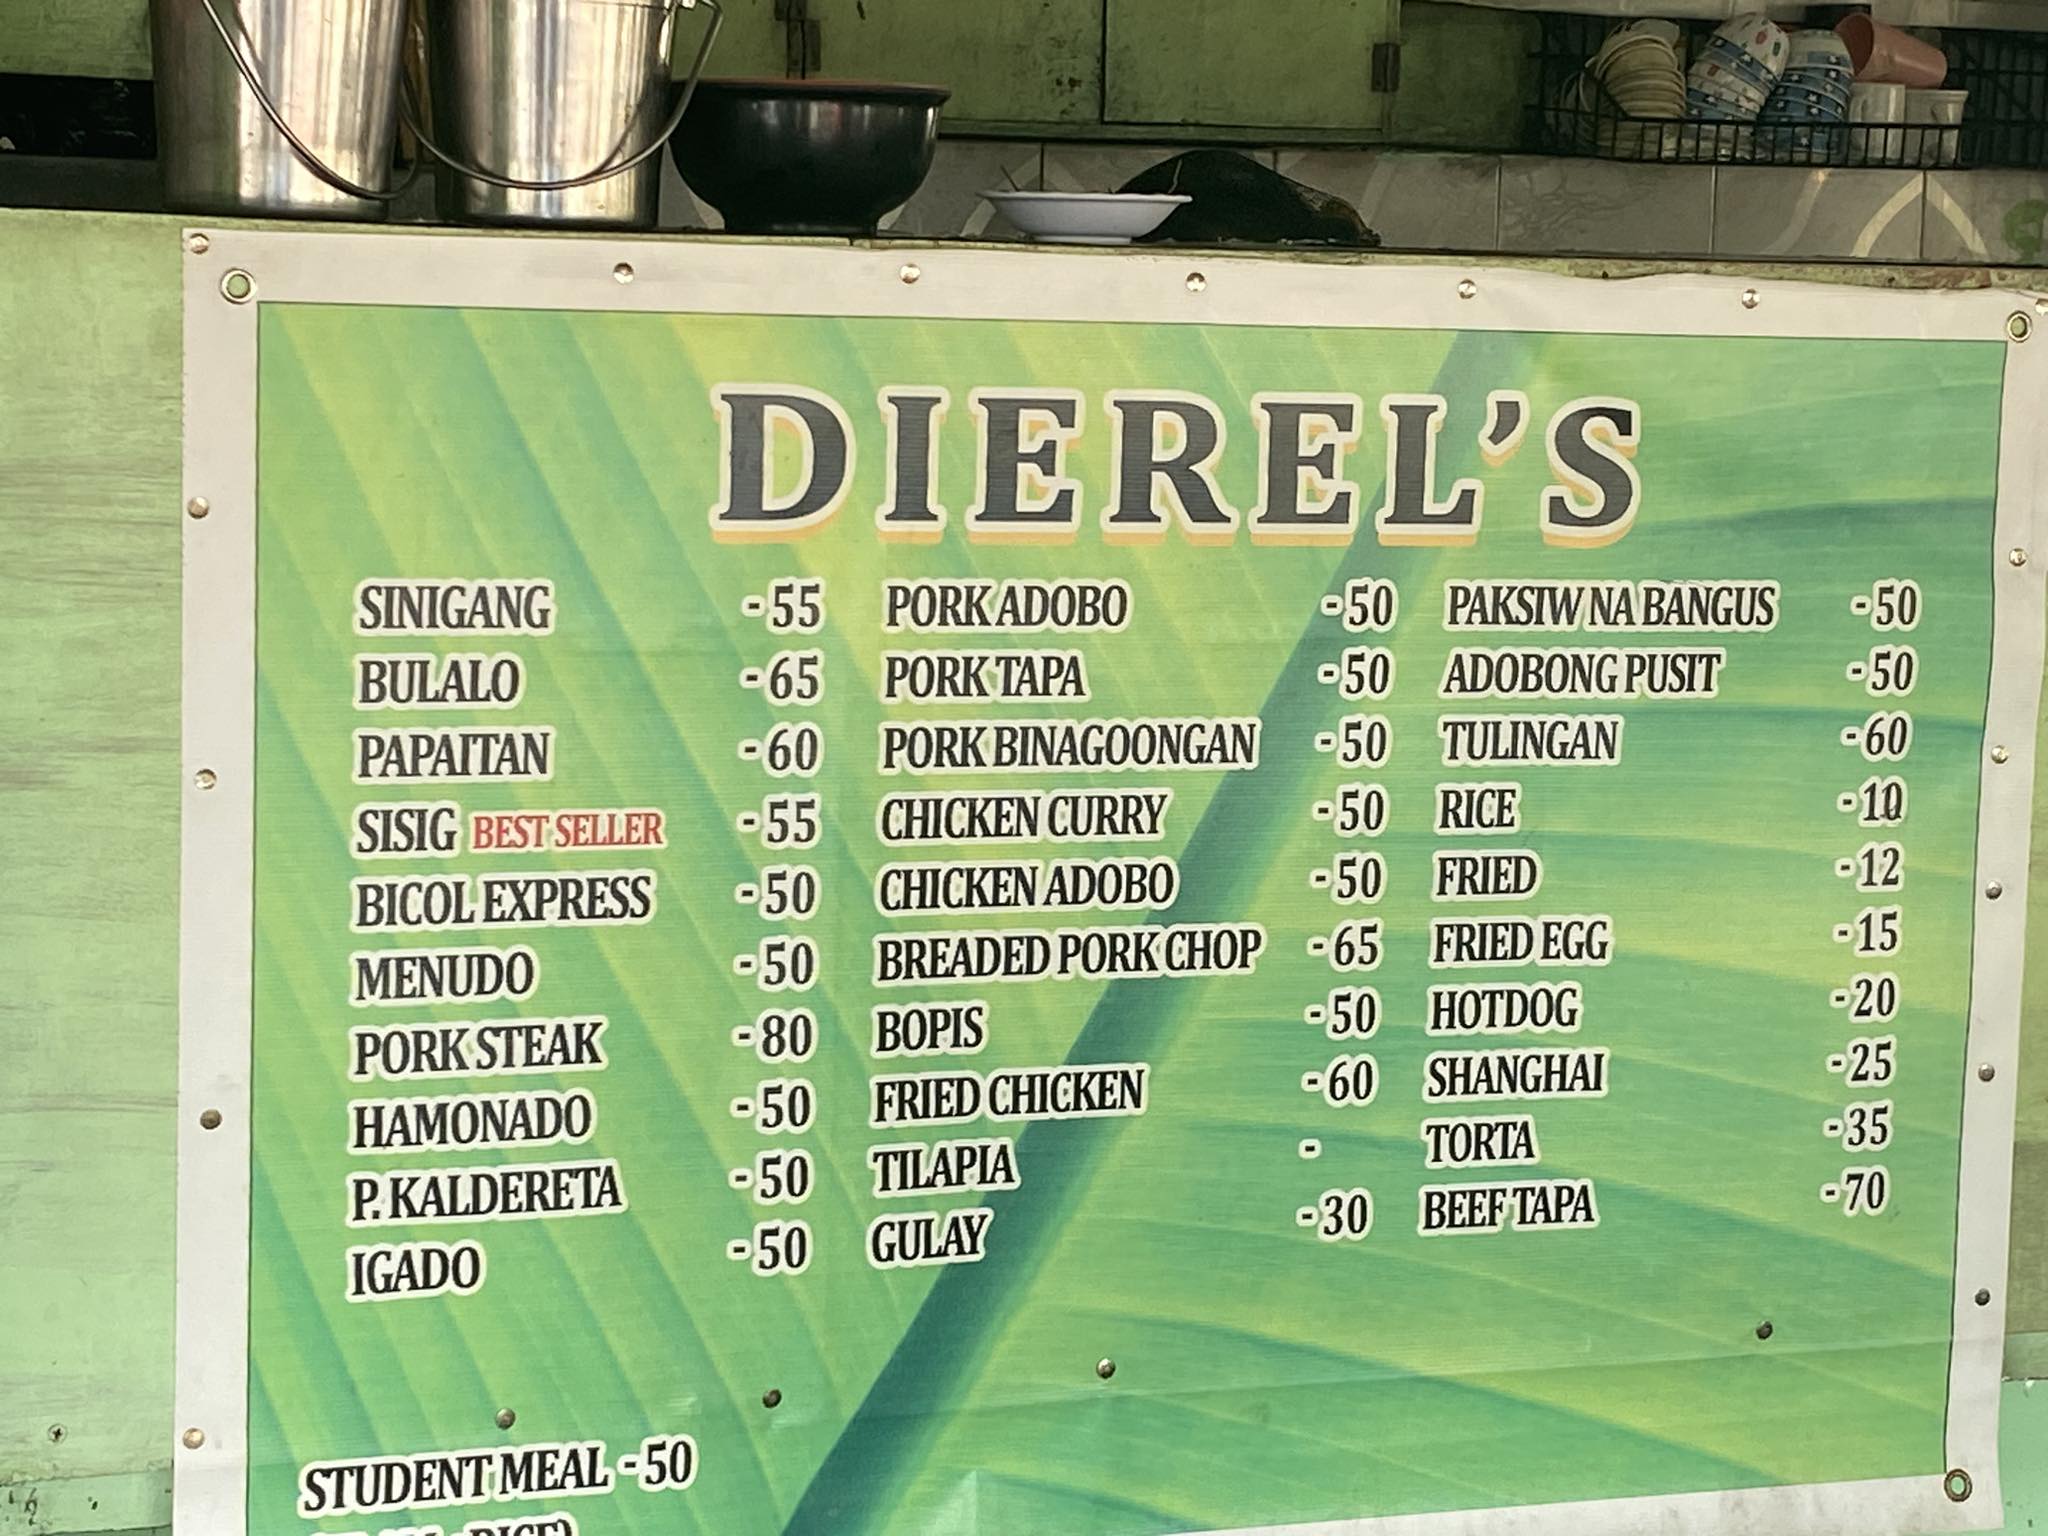 DIEREL'S
SINIGANG -55
BULALO -65
PAPAITAN -60
SISIG BEST SELLER -55
BICOL EXPRESS -50
MENUDO -50
PORK STEAK -80
HAMONADO -50
P. KALDERETA -50
IGADO -50
PORK ADOBO -50
PORK TAPA -50
PORK BINAGOONGAN -50
CHICKEN CURRY -50
CHICKEN ADOBO -50
BREADED PORK CHOP -65
BOPIS -50
FRIED CHICKEN -60
TILAPIA -
GULAY -30
PAKSIW NA BANGUS -50
ADOBONG PUSIT -50
TULINGAN -60
RICE -10
FRIED -12
FRIED EGG -15
HOTDOG -20
SHANGHAI -25
TORTA -35
BEEF TAPA -70
STUDENT MEAL -50
RICE)